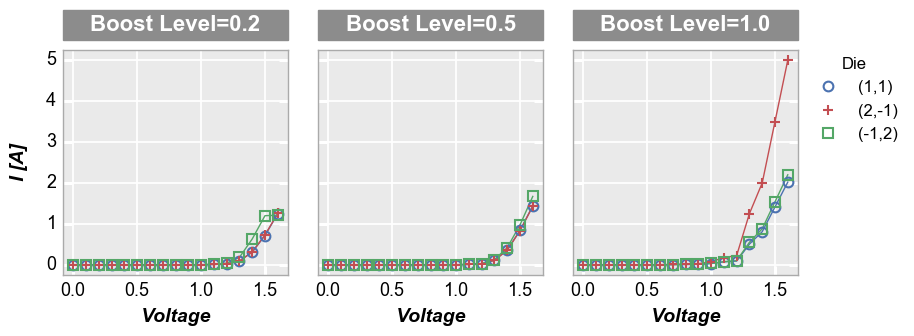 Boost Level=0.2 Boost Level=0.5 Boost Level=1.0
Die
(1,1)
(2,-1)
(-1,2)
I [A]
5
4
3
2
1
0
0.0 0.5 1.0 1.5 0.0 0.5 1.0 1.5 0.0 0.5 1.0 1.5
Voltage Voltage Voltage